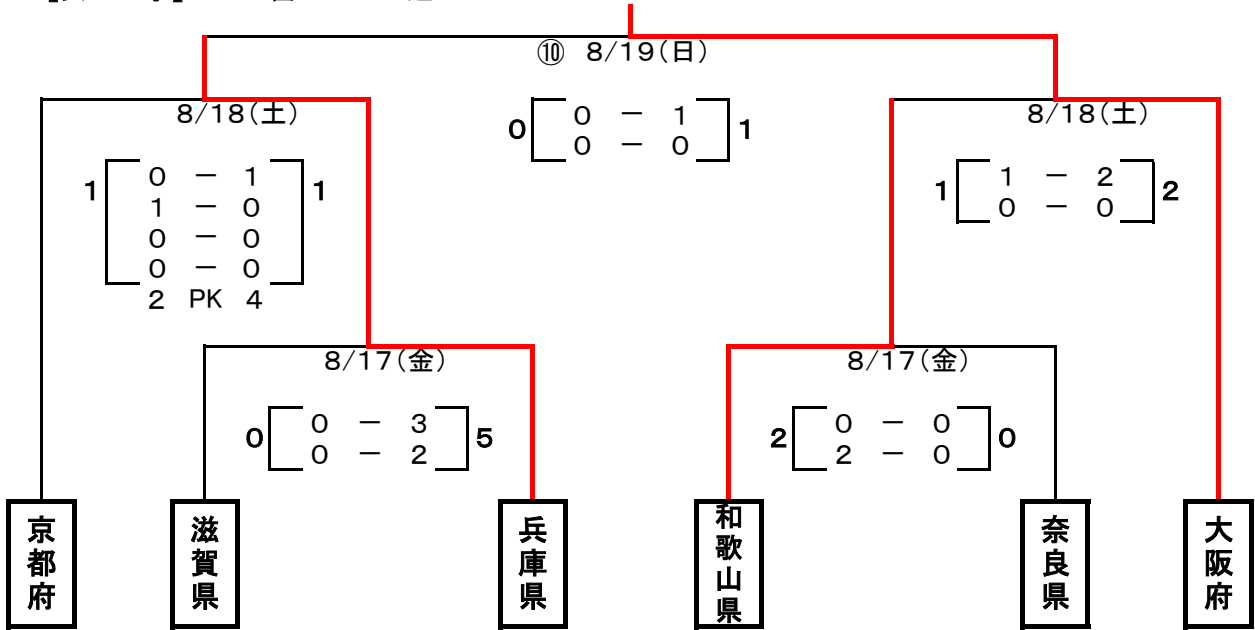 ⑩ 8/19(日)
0 0 － 1 1
0 － 0
8/18(土)
1 0 － 1 1
1 － 0
0 － 0
0 － 0
2 PK 4
8/18(土)
1 1 － 2 2
0 － 0
8/17(金)
0 0 － 3 5
0 － 2
8/17(金)
2 0 － 0 0
2 － 0
京都府
滋賀県
兵庫県
和歌山県
奈良県
大阪府